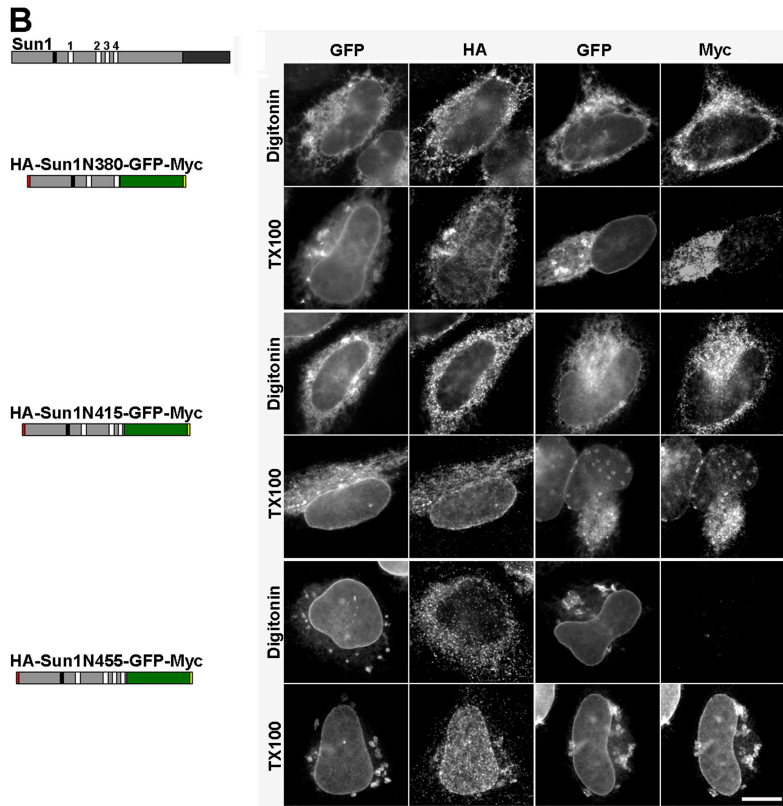 B
Sun1
1 2 3 4
GFP HA GFP Myc
Digitonin
HA-Sun1N380-GFP-Myc
TX100
Digitonin
HA-Sun1N415-GFP-Myc
TX100
Digitonin
HA-Sun1N455-GFP-Myc
TX100